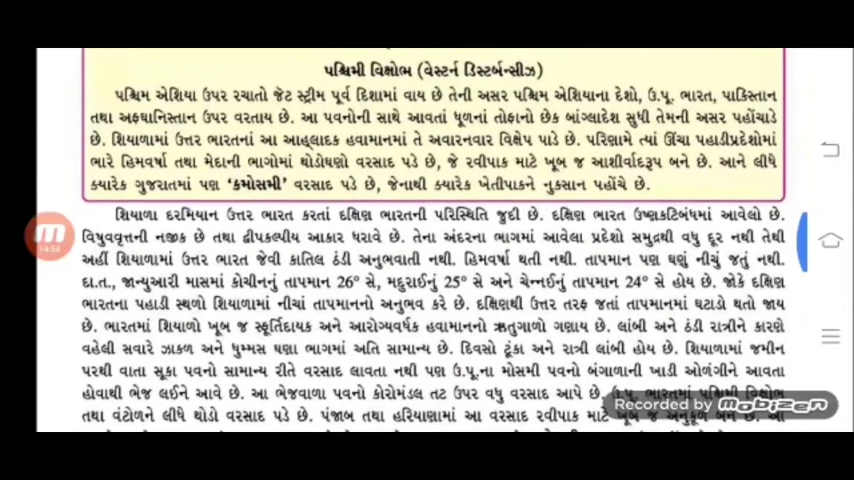 પશ્ચિમી વિક્ષોભ (વેસ્ટર્ન ડિસ્ટર્બન્સીઝ)
પશ્ચિમ એશિયા ઉપર રચાતો જેટ સ્ટ્રીમ પૂર્વ દિશામાં વાય છે તેની અસર પશ્ચિમ એશિયાના દેશો, ઉ.પૂ. ભારત, પાકિસ્તાન
તથા અફઘાનિસ્તાન ઉપર વરતાય છે. આ પવનોની સાથે આવતાં ધૂળનાં તોફાનો છેક બાંગ્લાદેશ સુધી તેમની અસર પહોંચાડે
છે. શિયાળામાં ઉત્તર ભારતનાં આ આહ્લાદક હવામાનમાં તે અવારનવાર વિક્ષેપ પાડે છે. પરિણામે ત્યાં ઊંચા પહાડીપ્રદેશોમાં
ભારે હિમવર્ષા તથા મેદાની ભાગોમાં થોડોઘણો વરસાદ પડે છે, જે રવીપાક માટે ખૂબ જ આશીર્વાદરૂપ બને છે. આને લીધે
ક્યારેક ગુજરાતમાં પણ ‘કમોસમી’ વરસાદ પડે છે, જેનાથી ક્યારેક ખેતીપાકને નુકસાન પહોંચે છે.
શિયાળા દરમિયાન ઉત્તર ભારત કરતાં દક્ષિણ ભારતની પરિસ્થિતિ જુદી છે. દક્ષિણ ભારત ઉષ્ણકટિબંધમાં આવેલો છે.
વિષુવવૃત્તની નજીક છે તથા દ્વીપકલ્પીય આકાર ધરાવે છે. તેના અંદરના ભાગમાં આવેલા પ્રદેશો સમુદ્રથી વધુ દૂર નથી તેથી
અહીં શિયાળામાં ઉત્તર ભારત જેવી કાતિલ ઠંડી અનુભવાતી નથી. હિમવર્ષા થતી નથી. તાપમાન પણ ઘણું નીચું જતું નથી.
દા.ત., જાન્યુઆરી માસમાં કોચીનનું તાપમાન 26° સે, મદુરાઈનું 25° સે અને ચેન્નઈનું તાપમાન 24° સે હોય છે. જોકે દક્ષિણ
ભારતના પહાડી સ્થળો શિયાળામાં નીચાં તાપમાનનો અનુભવ કરે છે. દક્ષિણથી ઉત્તર તરફ જતાં તાપમાનમાં ઘટાડો થતો જાય
છે. ભારતમાં શિયાળો ખૂબ જ સ્ફૂર્તિદાયક અને આરોગ્યવર્ધક હવામાનનો ઋતુગાળો ગણાય છે. લાંબી અને ઠંડી રાત્રીને કારણે
વહેલી સવારે ઝાકળ અને ધુમ્મસ ઘણા ભાગમાં અતિ સામાન્ય છે. દિવસો ટૂંકા અને રાત્રી લાંબી હોય છે. શિયાળામાં જમીન
પરથી વાતા સૂકા પવનો સામાન્ય રીતે વરસાદ લાવતા નથી પણ ઉ.પૂ.ના મોસમી પવનો બંગાળાની ખાડી ઓળંગીને આવતા
હોવાથી ભેજ લઈને આવે છે. આ ભેજવાળા પવનો કોરોમંડલ તટ ઉપર વધુ વરસાદ આપે છે. ઉ.પૂ. ભારતમાં પશ્ચિમી વિક્ષોભ
તથા વંટોળને લીધે થોડો વરસાદ પડે છે. પંજાબ તથા હરિયાણામાં આ વરસાદ રવીપાક માટે ખૂબ જ અનુકૂળ બને છે. આ
14:54
Recorded by mobizen